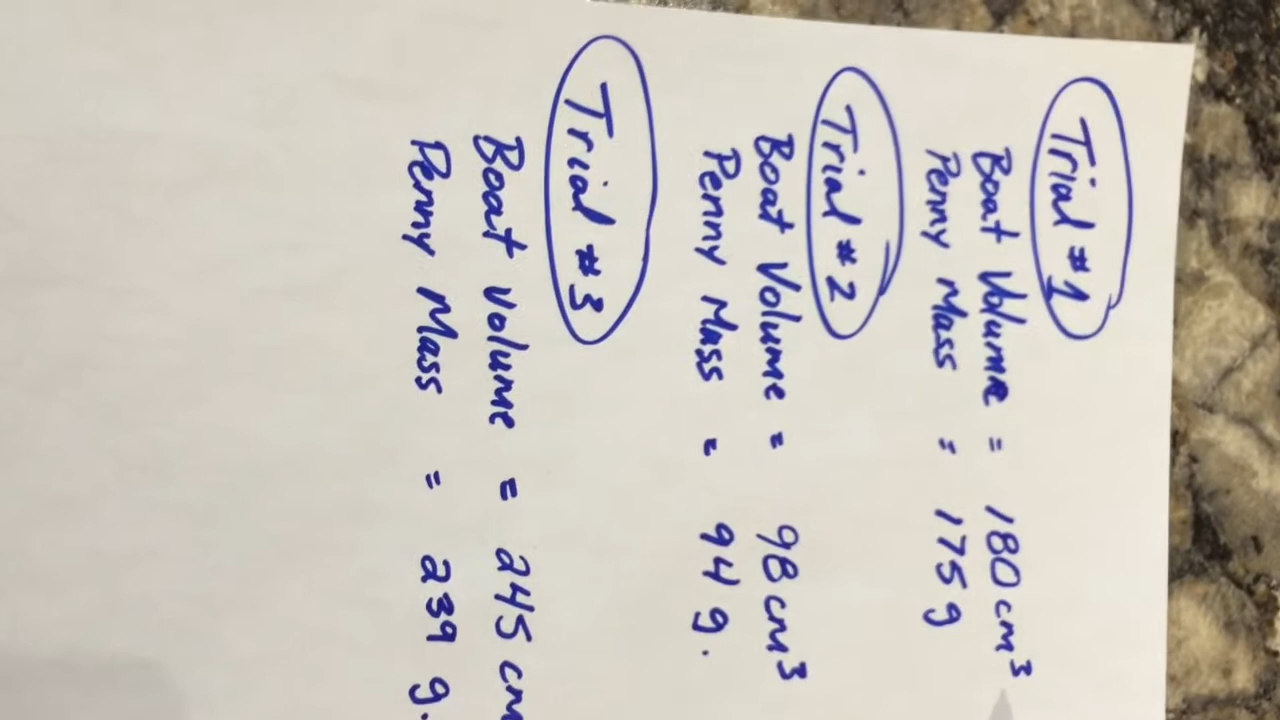 Trial #1
Boat Volume = 180 cm³
Penny Mass = 175 g
Trial #2
Boat Volume = 98 cm³
Penny Mass = 94 g.
Trial #3
Boat Volume = 245 cm
Penny Mass = 239 g.